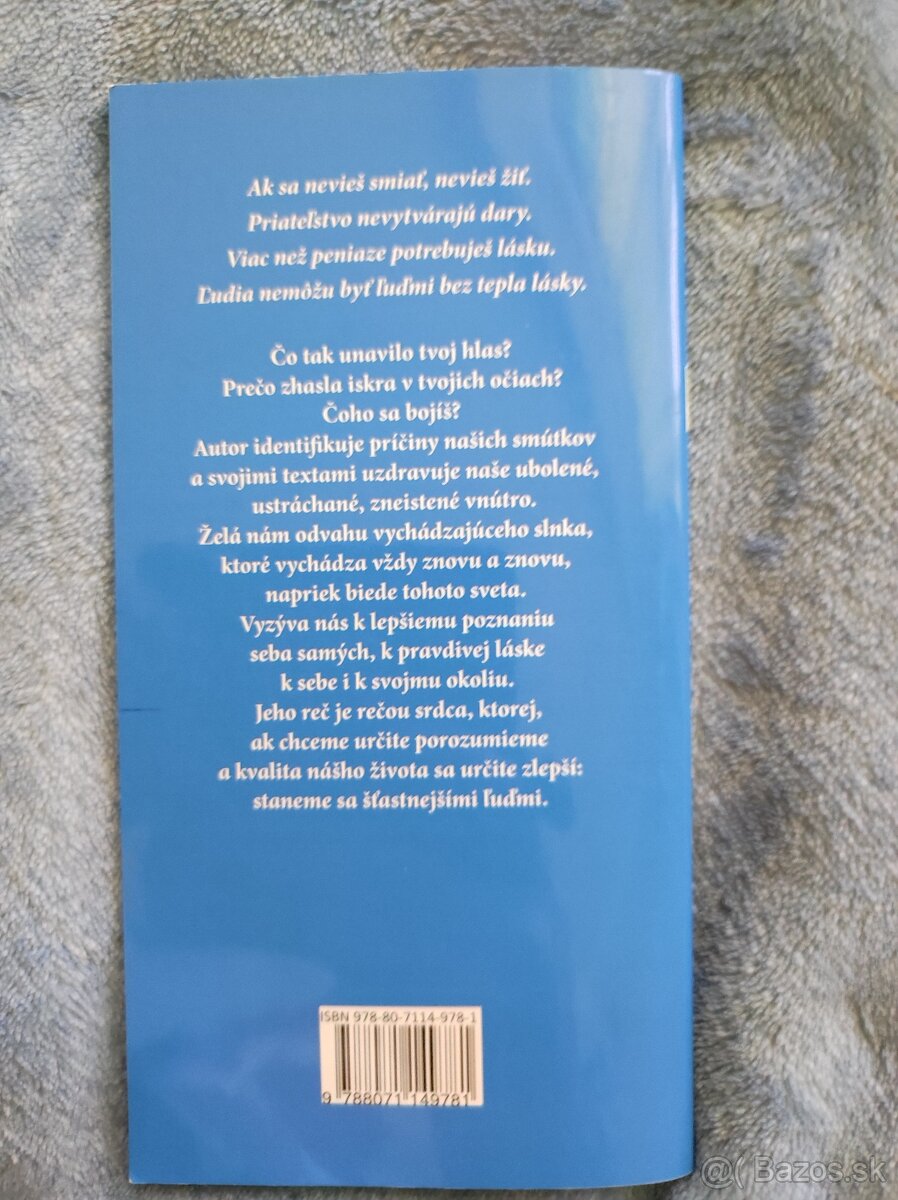 Ak sa nevieš smiať, nevieš žiť.
Priateľstvo nevytvárajú dary.
Viac než peniaze potrebuješ lásku.
Ľudia nemôžu byť ľuďmi bez tepla lásky.
Čo tak unavilo tvoj hlas?
Prečo zhasla iskra v tvojich očiach?
Čoho sa bojíš?
Autor identifikuje príčiny našich smútkov
a svojimi textami uzdravuje naše ubolené,
ustráchané, zneistené vnútro.
Želá nám odvahu vychádzajúceho slnka,
ktoré vychádza vždy znovu a znovu,
napriek biede tohoto sveta.
Vyzýva nás k lepšiemu poznaniu
seba samých, k pravdivej láske
k sebe i k svojmu okoliu.
Jeho reč je rečou srdca, ktorej,
ak chceme určite porozumieme
a kvalita nášho života sa určite zlepší:
staneme sa šťastnejšími ľuďmi.
ISBN 978-80-7114-978-1
9 788071 149781
@( Bazos.sk